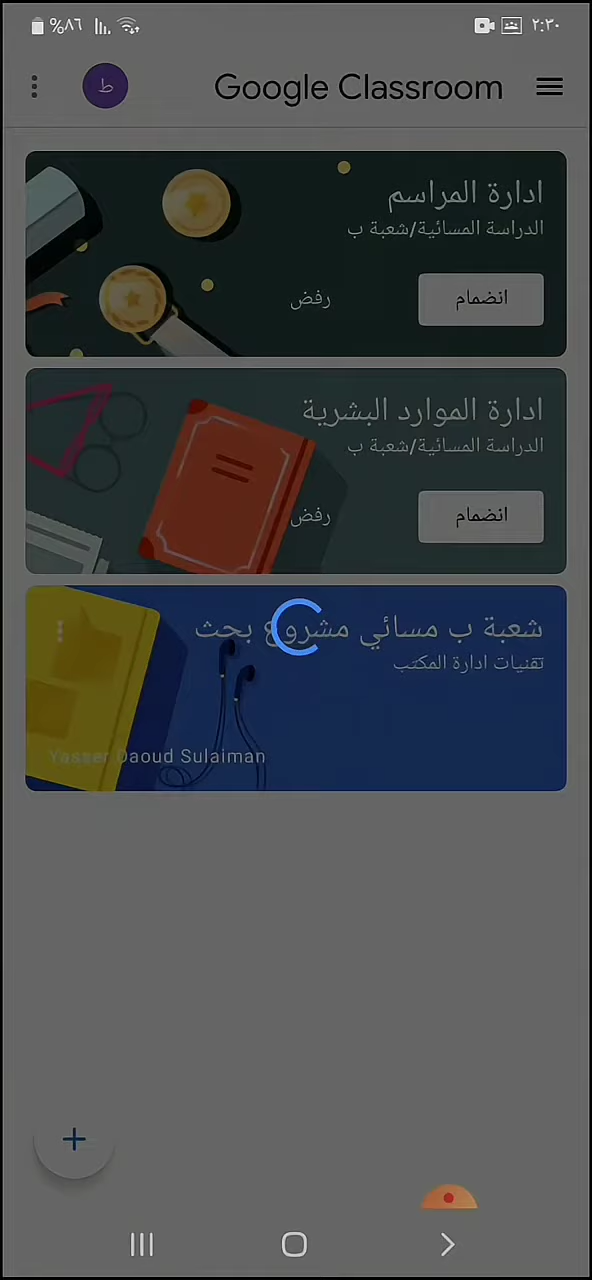 ٪٨٦ ٢:٣٠
Google Classroom
ط
ادارة المراسم
الدراسة المسائية/شعبة ب
انضمام
رفض
ادارة الموارد البشرية
الدراسة المسائية/شعبة ب
انضمام
رفض
شعبة ب مسائي مشروع بحث
تقنيات ادارة المكتب
Yasser Daoud Sulaiman